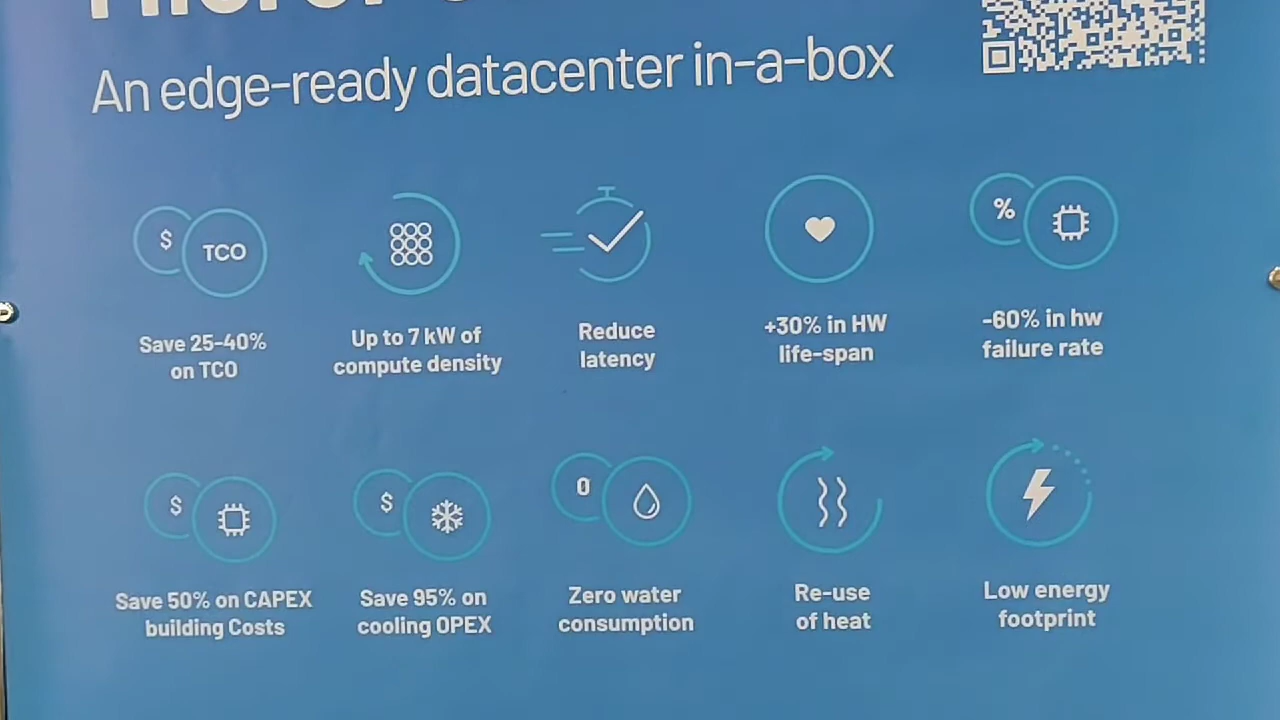 An edge-ready datacenter in-a-box
$ TCO
%
Save 25-40%
on TCO
Up to 7 kW of
compute density
Reduce
latency
+30% in HW
life-span
-60% in hw
failure rate
$
$
0
Save 50% on CAPEX
building Costs
Save 95% on
cooling OPEX
Zero water
consumption
Re-use
of heat
Low energy
footprint